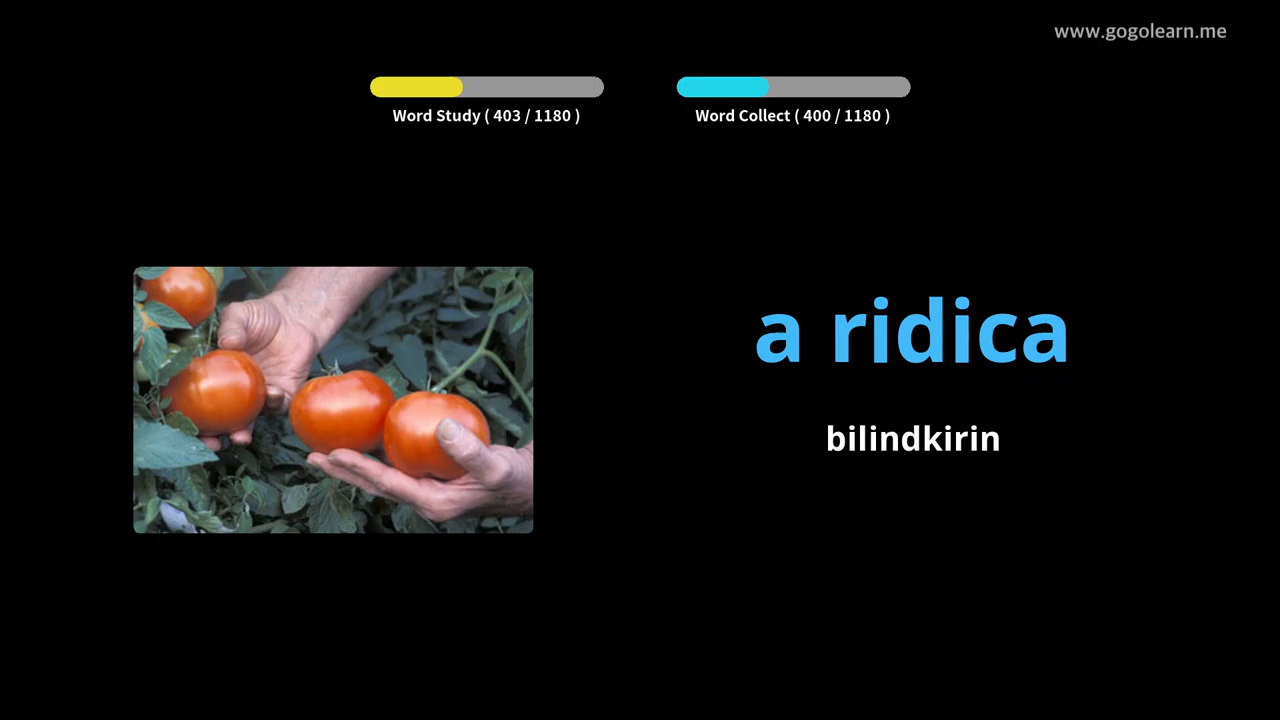 www.gogolearn.me
Word Study ( 403 / 1180 )
Word Collect ( 400 / 1180 )
a ridica
bilindkirin